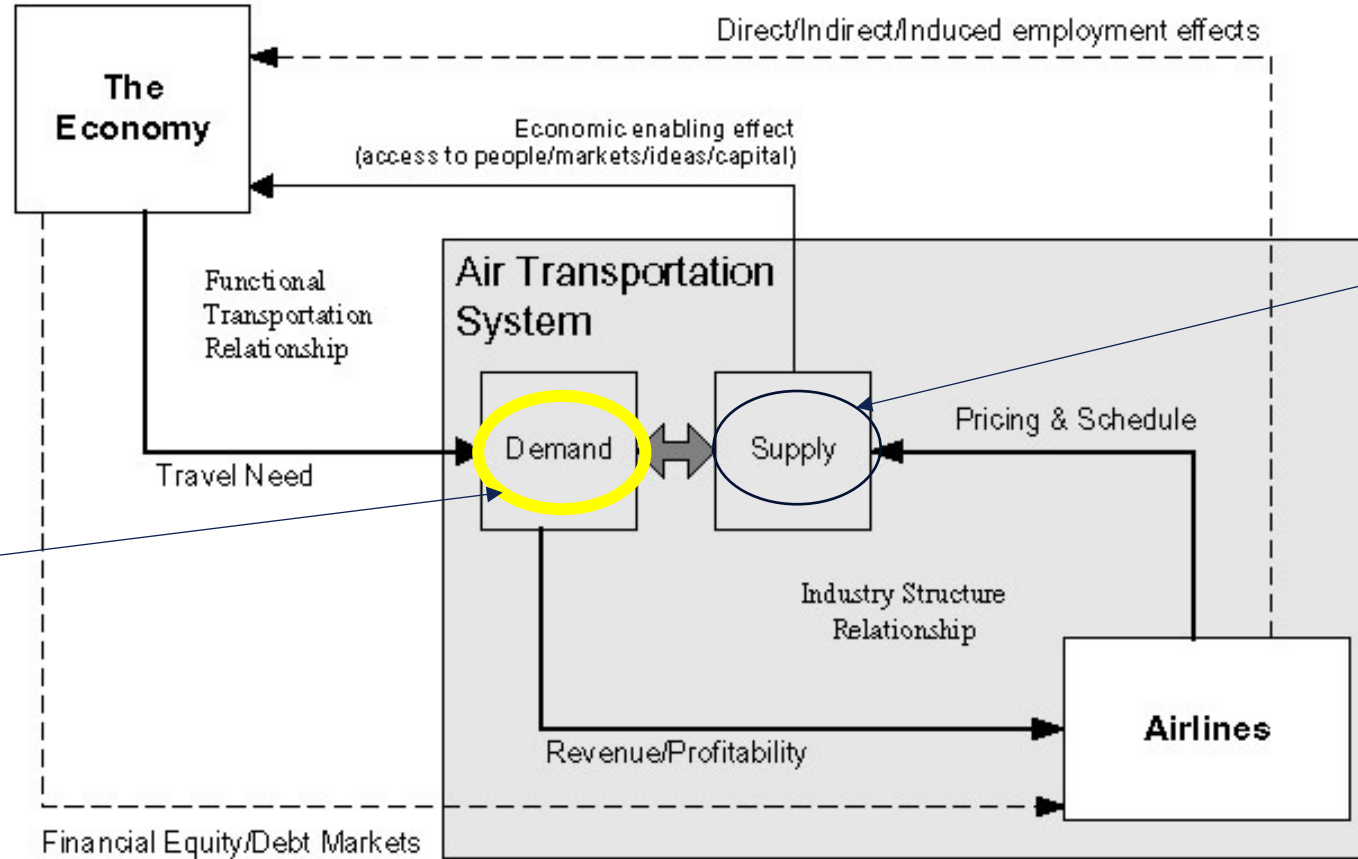 Direct/Indirect/Induced employment effects
The
Economy
Economic enabling effect
(access to people/markets/ideas/capital)
Functional
Transportation
Relationship
Air Transportation
System
Travel Need
Demand
Supply
Pricing & Schedule
Industry Structure
Relationship
Revenue/Profitability
Airlines
Financial Equity/Debt Markets